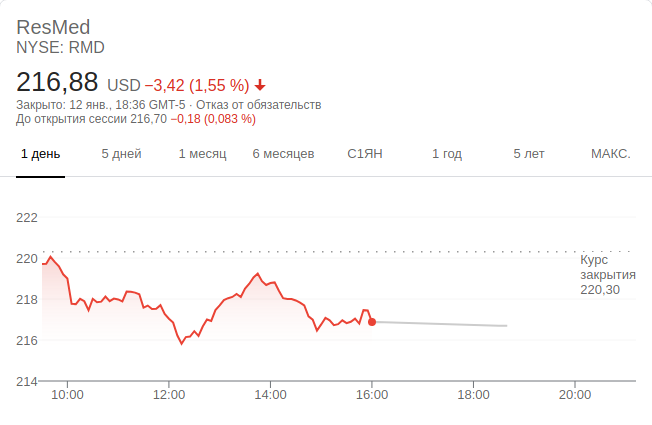 ResMed
NYSE: RMD
216,88 USD −3,42 (1,55 %)
Закрыто: 12 янв., 18:36 GMT-5 · Отказ от обязательств
До открытия сессии 216,70 −0,18 (0,083 %)
1 день 5 дней 1 месяц 6 месяцев С1ЯН 1 год 5 лет МАКС.
222
220
Курс
закрытия
220,30
218
216
214
10:00 12:00 14:00 16:00 18:00 20:00